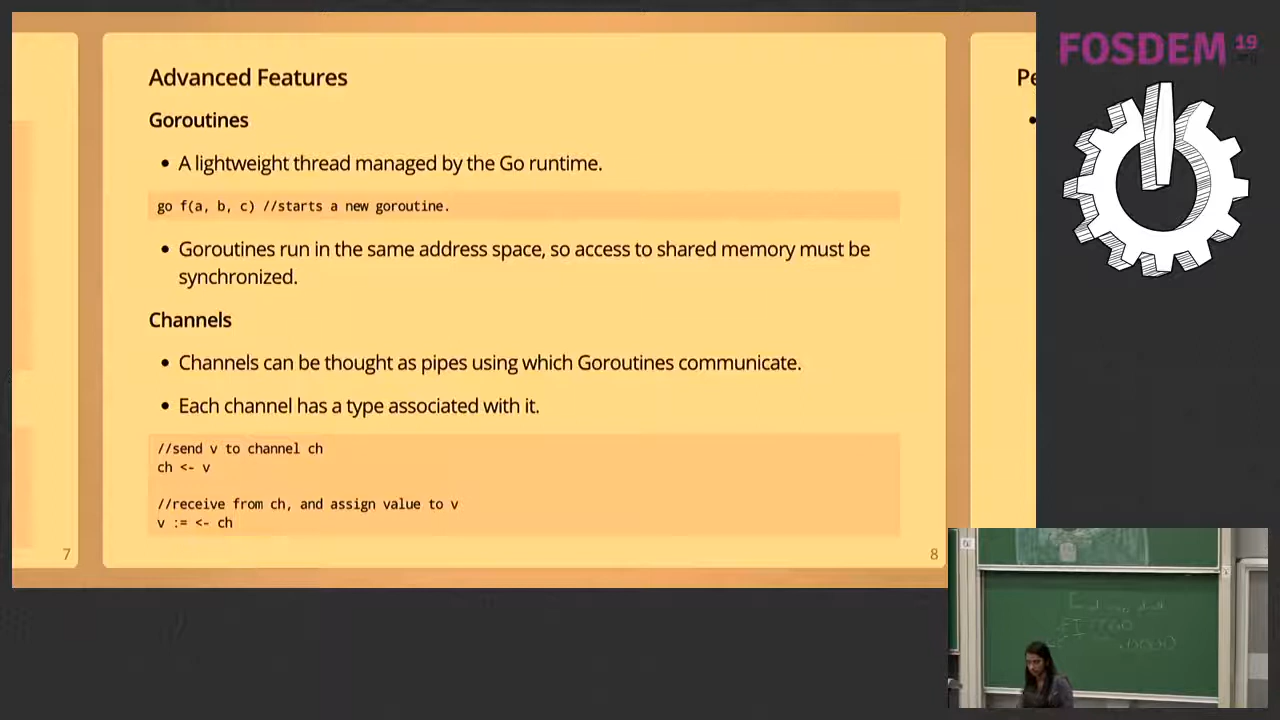 Advanced Features
Goroutines
• A lightweight thread managed by the Go runtime.
go f(a, b, c) //starts a new goroutine.
• Goroutines run in the same address space, so access to shared memory must be
synchronized.
Channels
• Channels can be thought as pipes using which Goroutines communicate.
• Each channel has a type associated with it.
//send v to channel ch
ch <- v
//receive from ch, and assign value to v
v := <- ch
7
8
Pe
FOSDEM 19